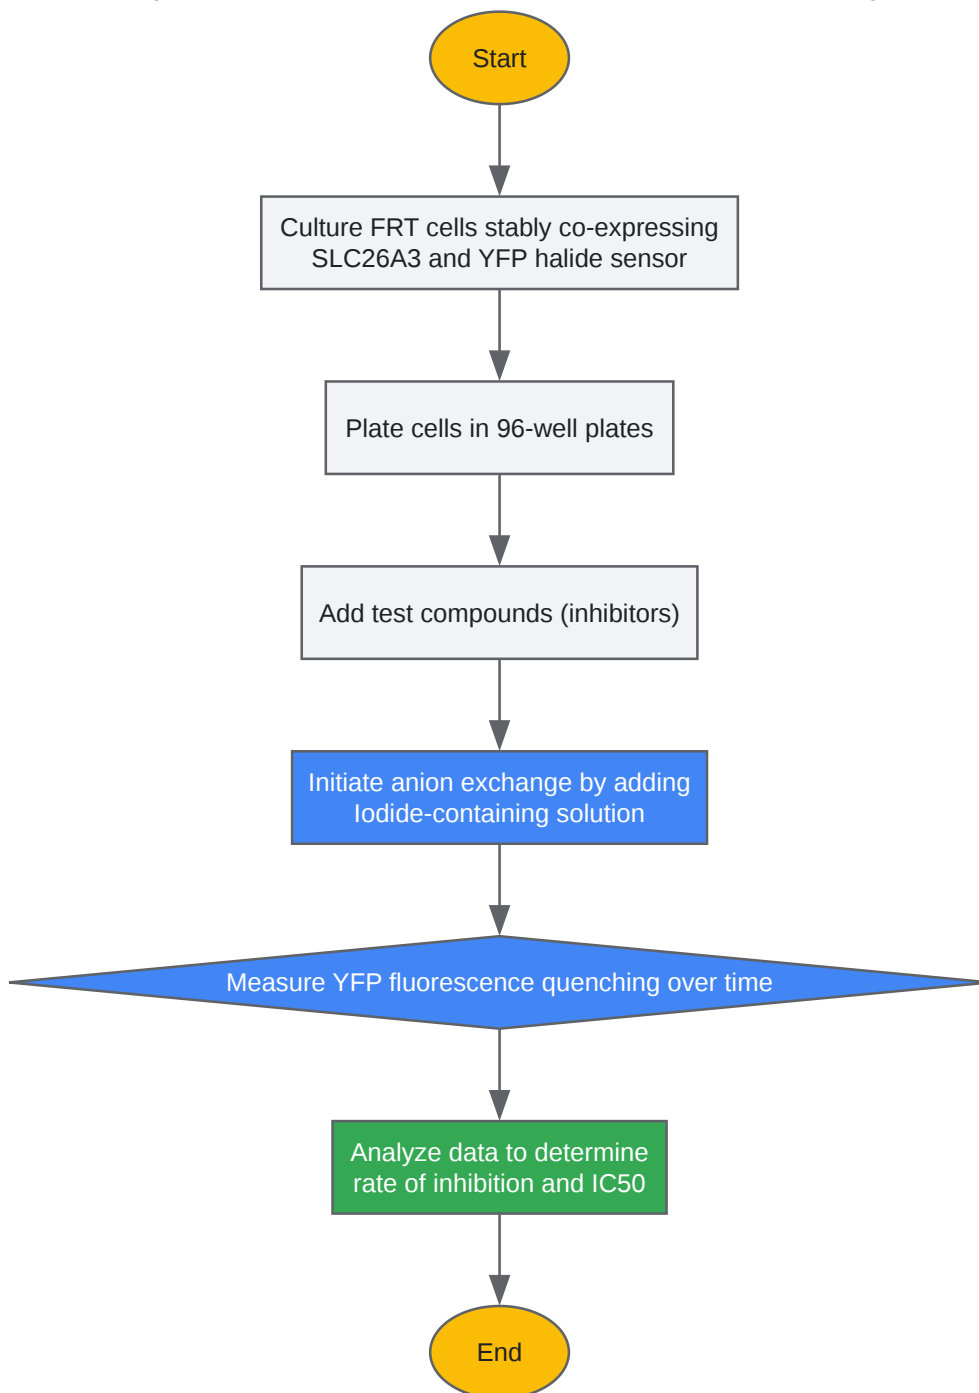 Start
Culture FRT cells stably co-expressing
SLC26A3 and YFP halide sensor
Plate cells in 96-well plates
Add test compounds (inhibitors)
Initiate anion exchange by adding
Iodide-containing solution
Measure YFP fluorescence quenching over time
Analyze data to determine
rate of inhibition and IC50
End